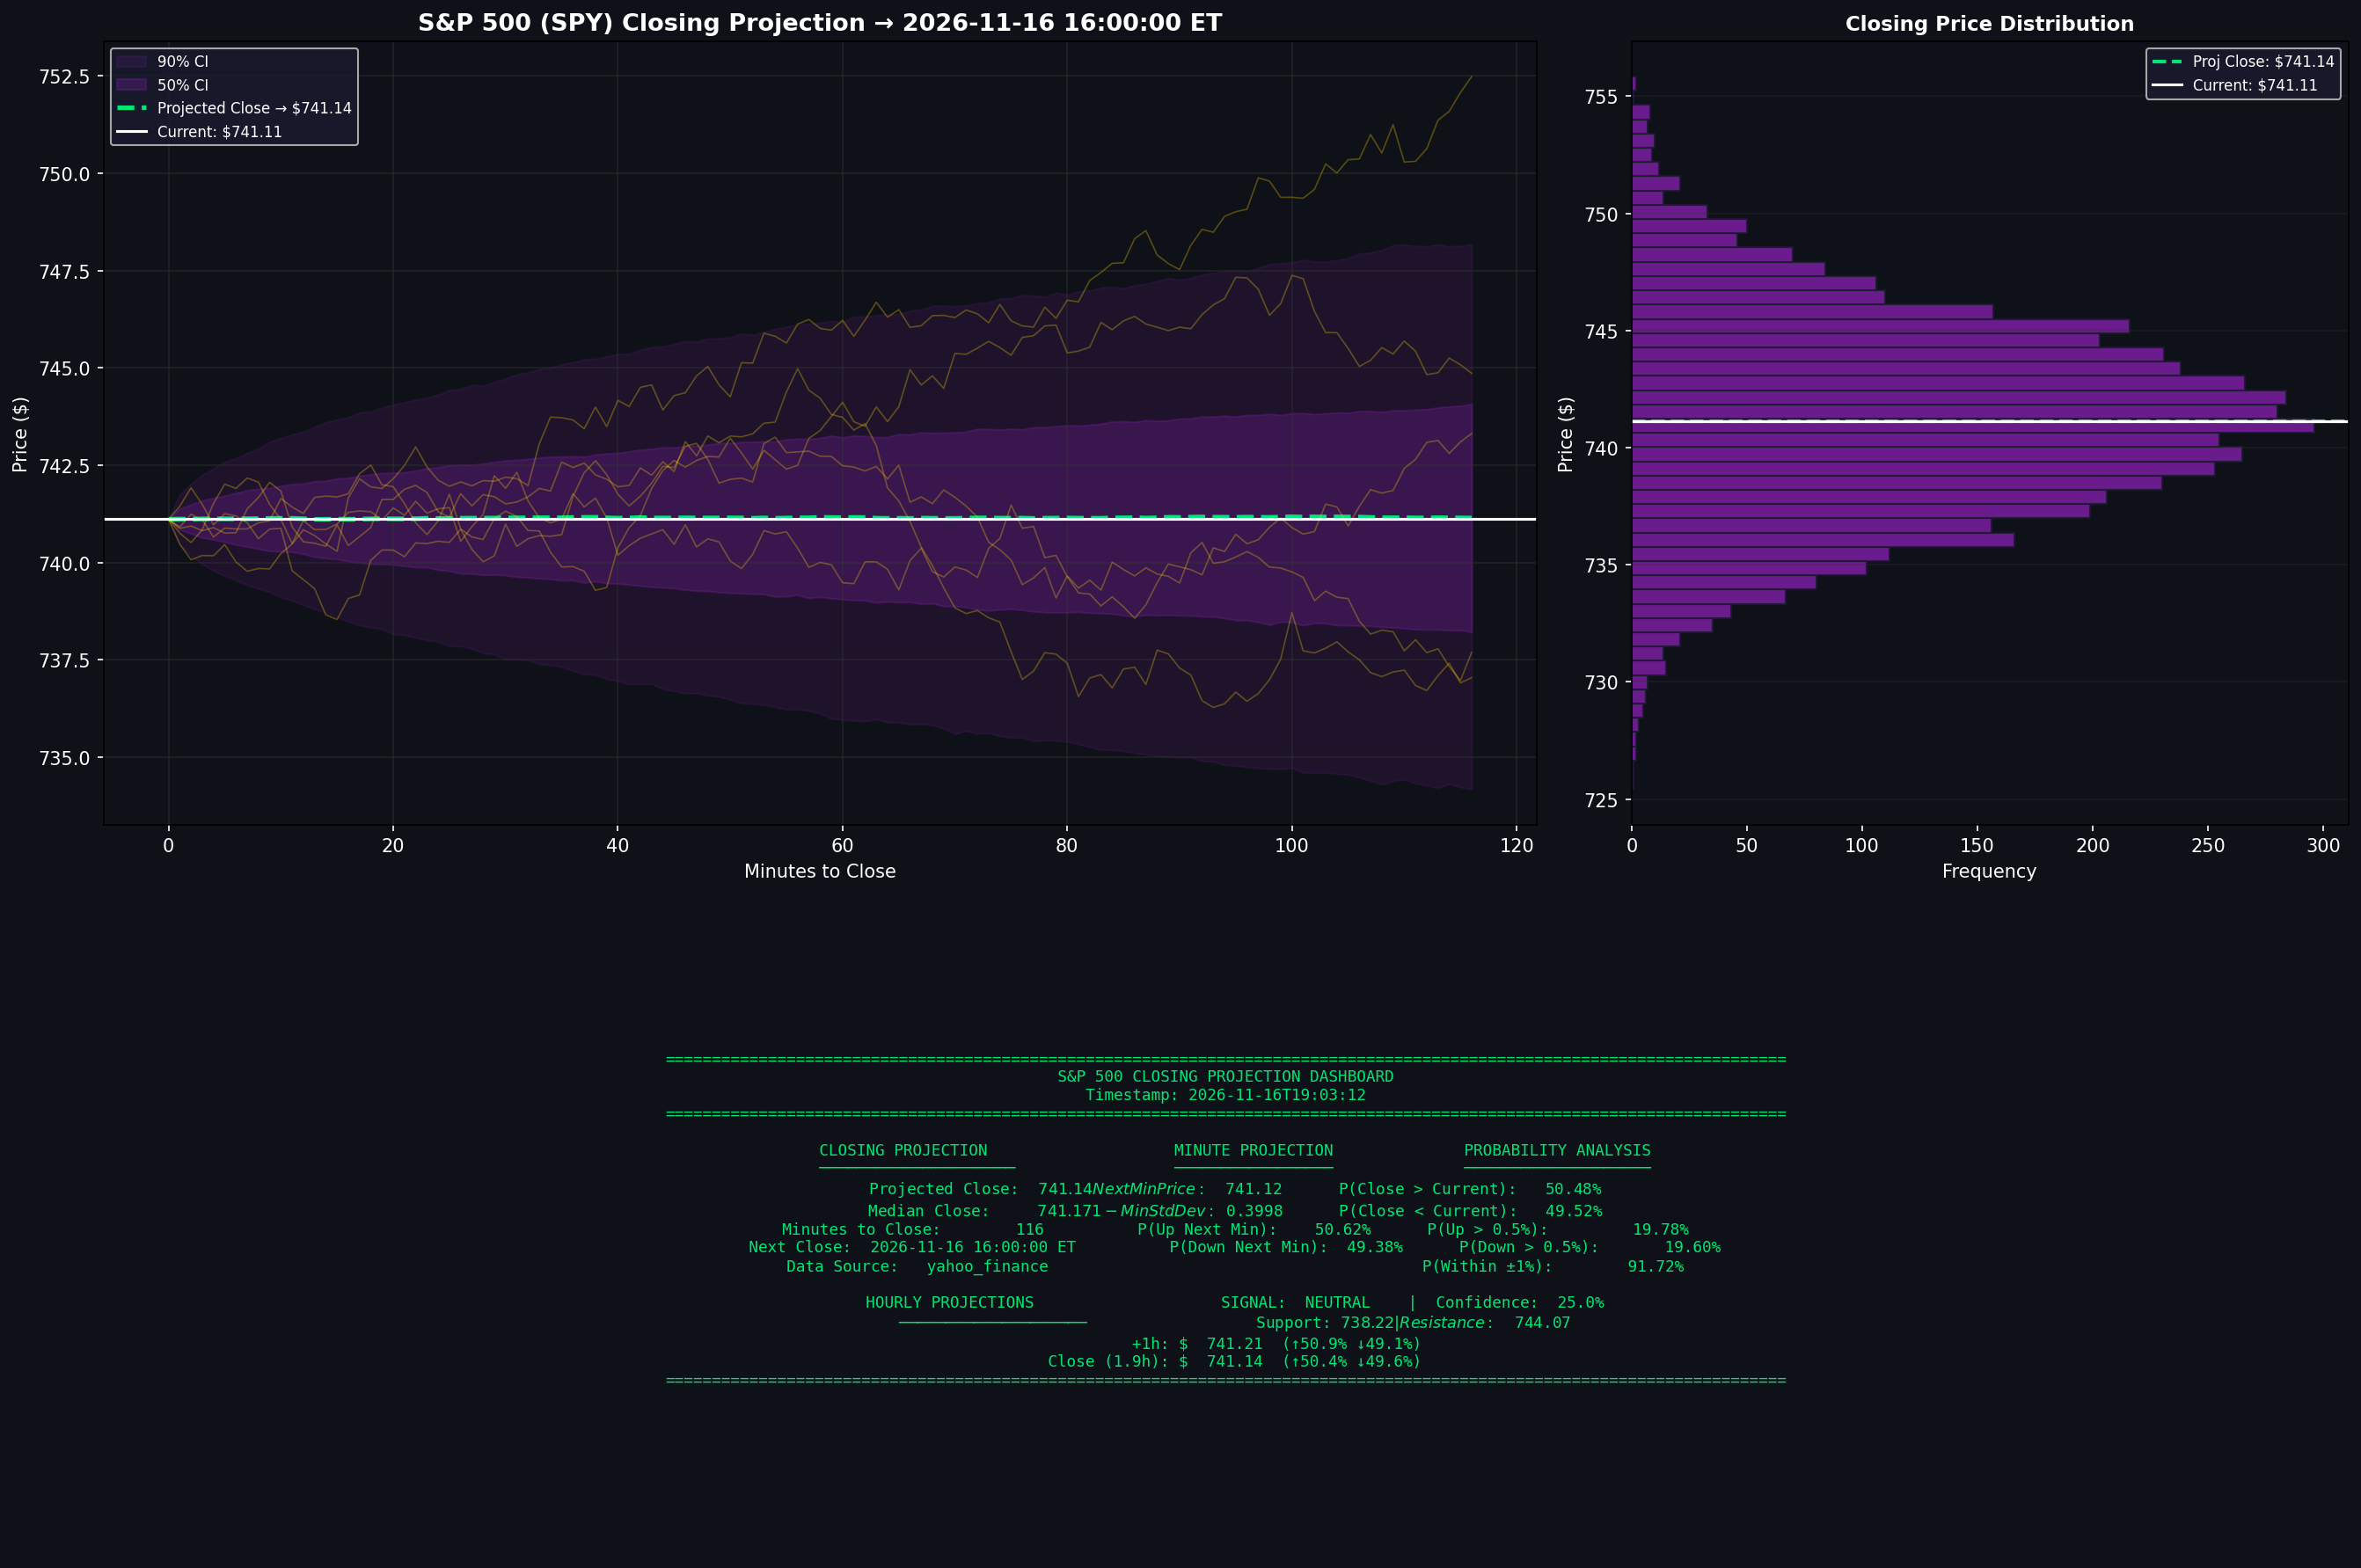 S&P 500 (SPY) Closing Projection → 2026-11-16 16:00:00 ET
90% CI
50% CI
Projected Close → $741.14
Current: $741.11
Price ($)
752.5
750.0
747.5
745.0
742.5
740.0
737.5
735.0
0 20 40 60 80 100 120
Minutes to Close
Closing Price Distribution
Proj Close: $741.14
Current: $741.11
Price ($)
755
750
745
740
735
730
725
0 50 100 150 200 250 300
Frequency
========================================================================================================================
S&P 500 CLOSING PROJECTION DASHBOARD
Timestamp: 2026-11-16T19:03:12
========================================================================================================================
CLOSING PROJECTION MINUTE PROJECTION PROBABILITY ANALYSIS
───────────────────── ───────────────── ────────────────────
Projected Close: 741.14NextMinPrice: 741.12 P(Close > Current): 50.48%
Median Close: 741.171-MinStdDev: 0.3998 P(Close < Current): 49.52%
Minutes to Close: 116 P(Up Next Min): 50.62% P(Up > 0.5%): 19.78%
Next Close: 2026-11-16 16:00:00 ET P(Down Next Min): 49.38% P(Down > 0.5%): 19.60%
Data Source: yahoo_finance P(Within ±1%): 91.72%
HOURLY PROJECTIONS SIGNAL: NEUTRAL | Confidence: 25.0%
──────────────────── Support: 738.22|Resistance: 744.07
+1h: $ 741.21 (↑50.9% ↓49.1%)
Close (1.9h): $ 741.14 (↑50.4% ↓49.6%)
========================================================================================================================